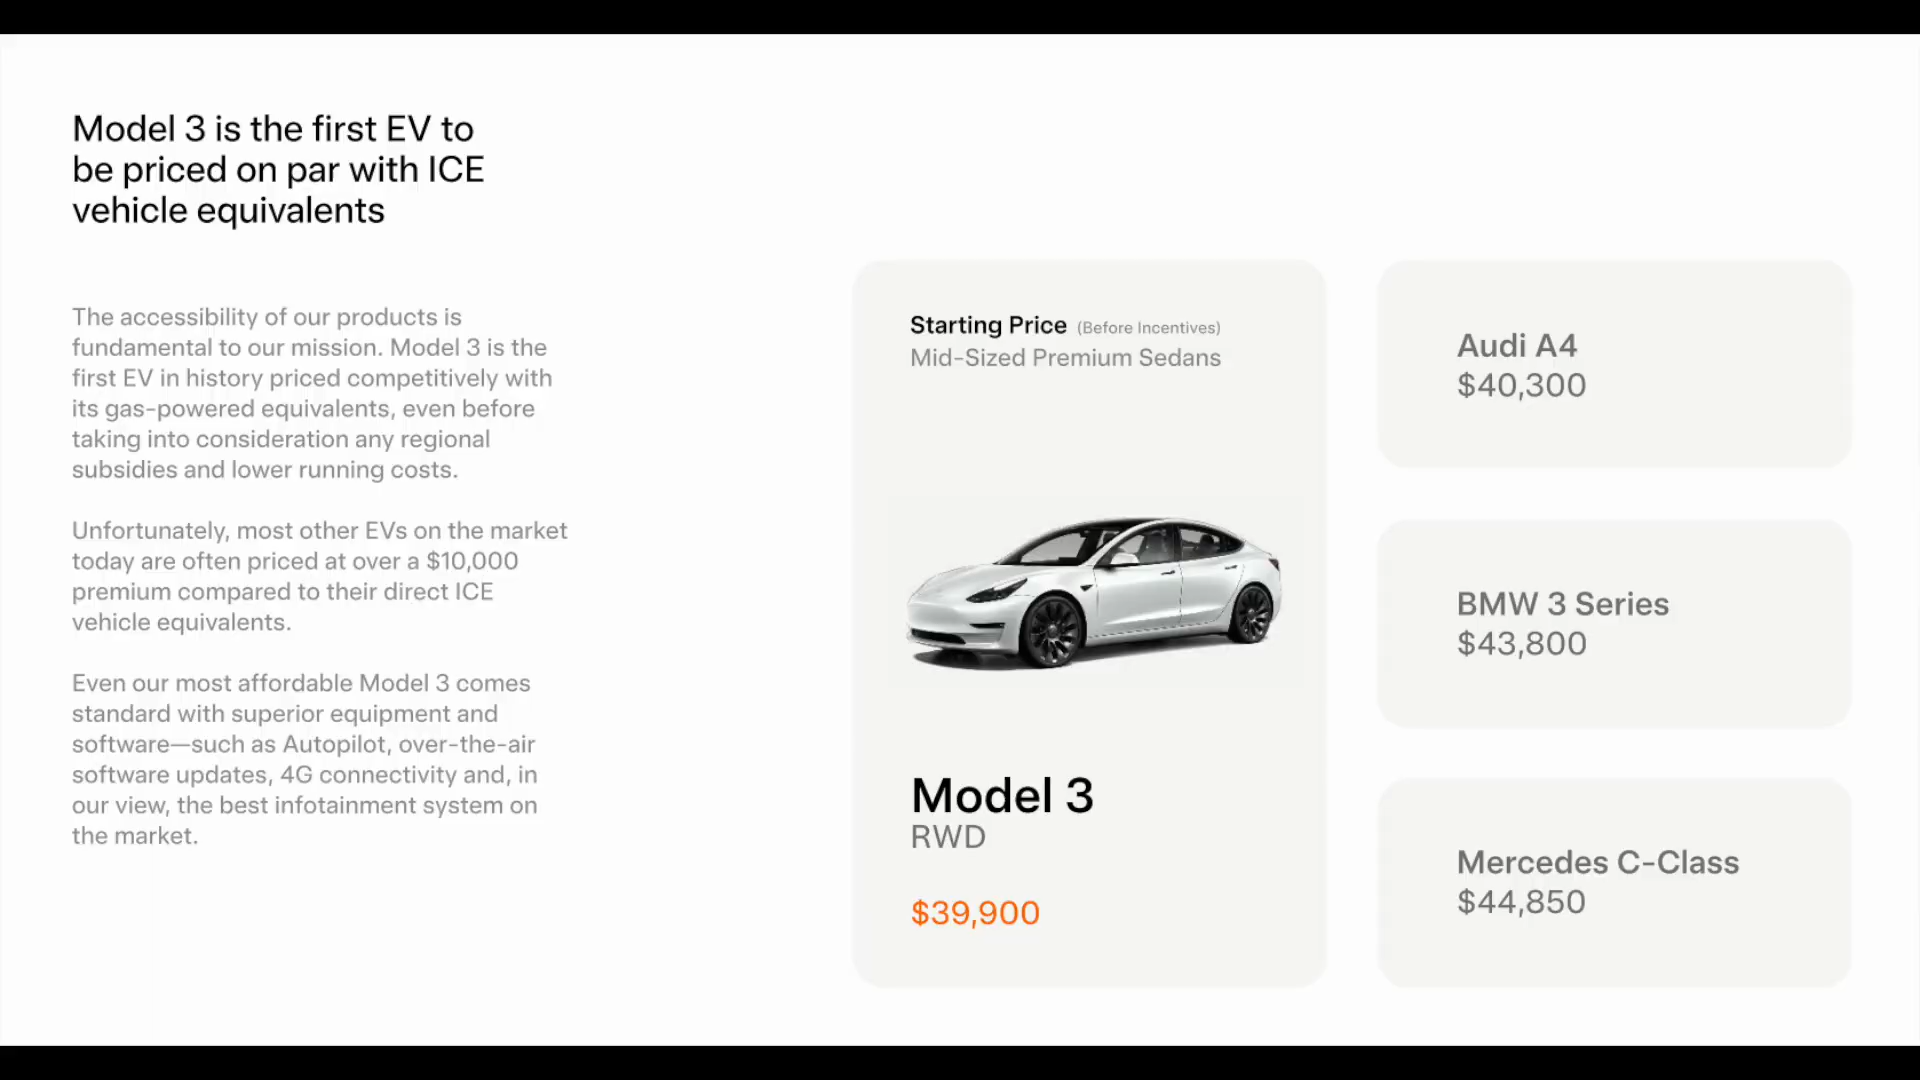 Model 3 is the first EV to
be priced on par with ICE
vehicle equivalents
The accessibility of our products is
fundamental to our mission. Model 3 is the
first EV in history priced competitively with
its gas-powered equivalents, even before
taking into consideration any regional
subsidies and lower running costs.
Unfortunately, most other EVs on the market
today are often priced at over a $10,000
premium compared to their direct ICE
vehicle equivalents.
Even our most affordable Model 3 comes
standard with superior equipment and
software—such as Autopilot, over-the-air
software updates, 4G connectivity and, in
our view, the best infotainment system on
the market.
Starting Price (Before Incentives)
Mid-Sized Premium Sedans
Model 3
RWD
$39,900
Audi A4
$40,300
BMW 3 Series
$43,800
Mercedes C-Class
$44,850